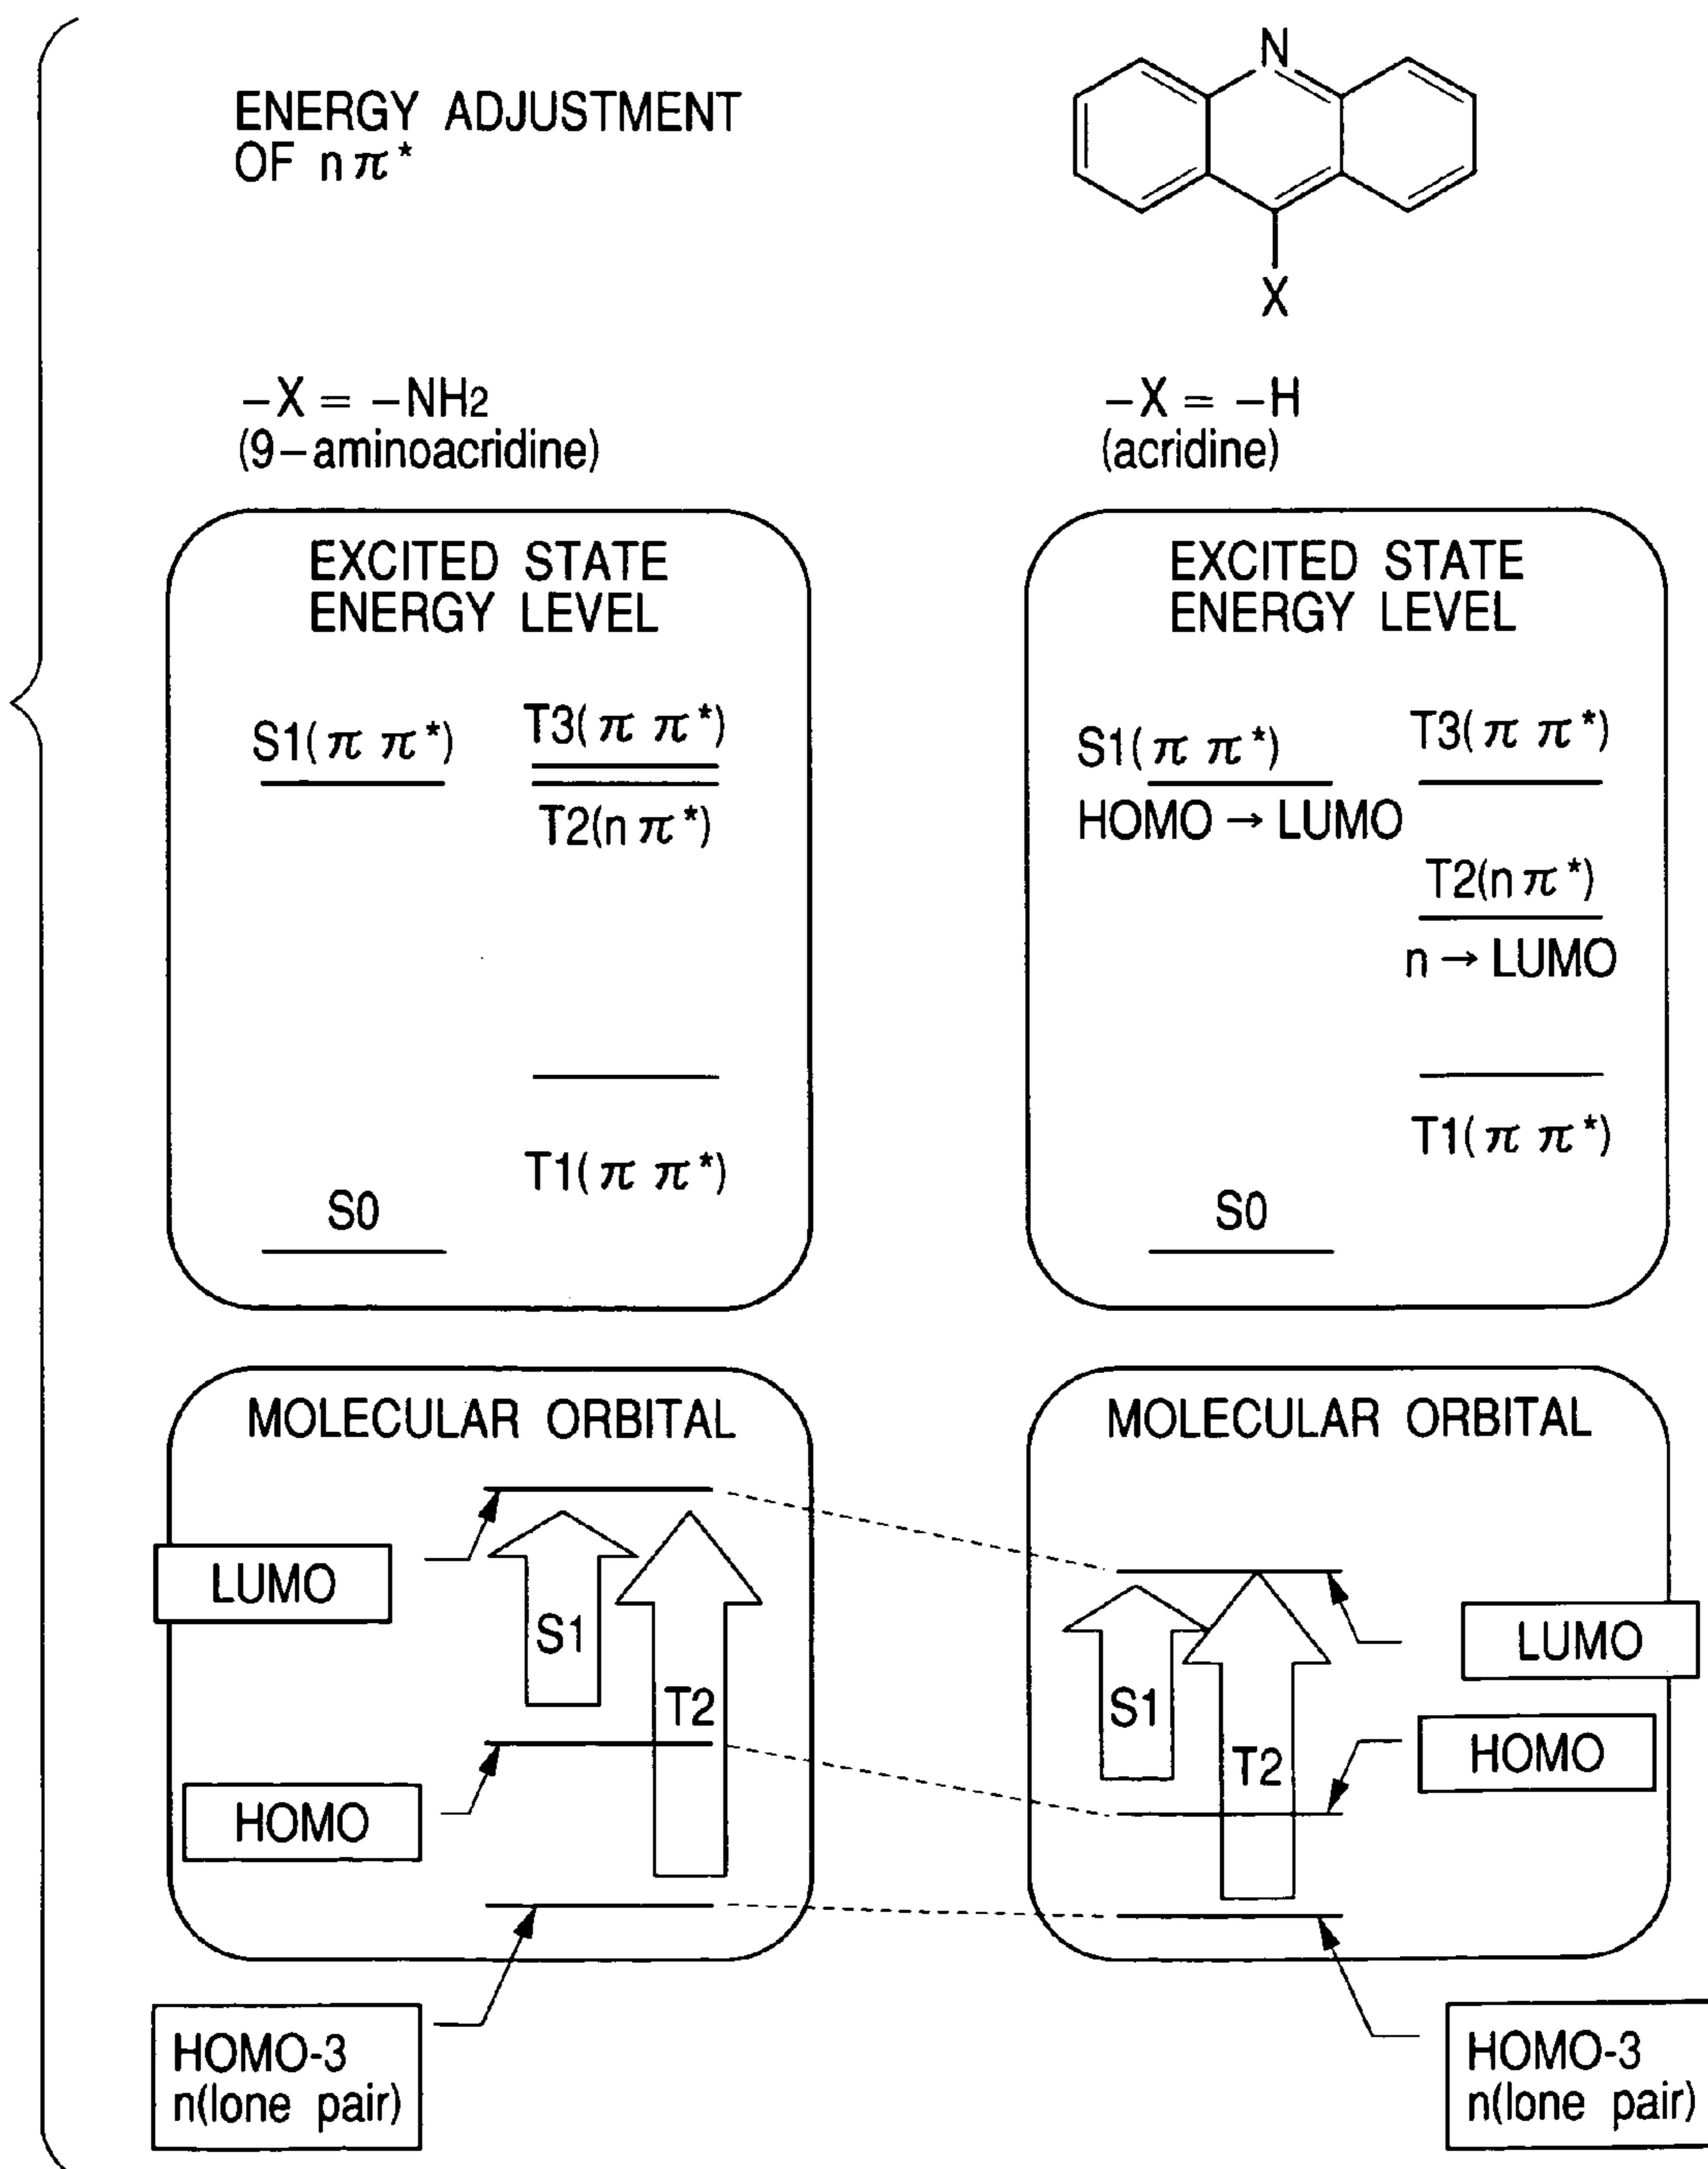 ENERGY ADJUSTMENT
OF n π*
N
X
–X = –NH2
(9–aminoacridine)
–X = –H
(acridine)
EXCITED STATE
ENERGY LEVEL
S1(π π*)
T3(π π*)
T2(n π*)
T1(π π*)
S0
EXCITED STATE
ENERGY LEVEL
S1(π π*)
HOMO → LUMO
T3(π π*)
T2(n π*)
n → LUMO
T1(π π*)
S0
MOLECULAR ORBITAL
LUMO
S1
T2
HOMO
HOMO-3
n(lone pair)
MOLECULAR ORBITAL
LUMO
S1
T2
HOMO
HOMO-3
n(lone pair)